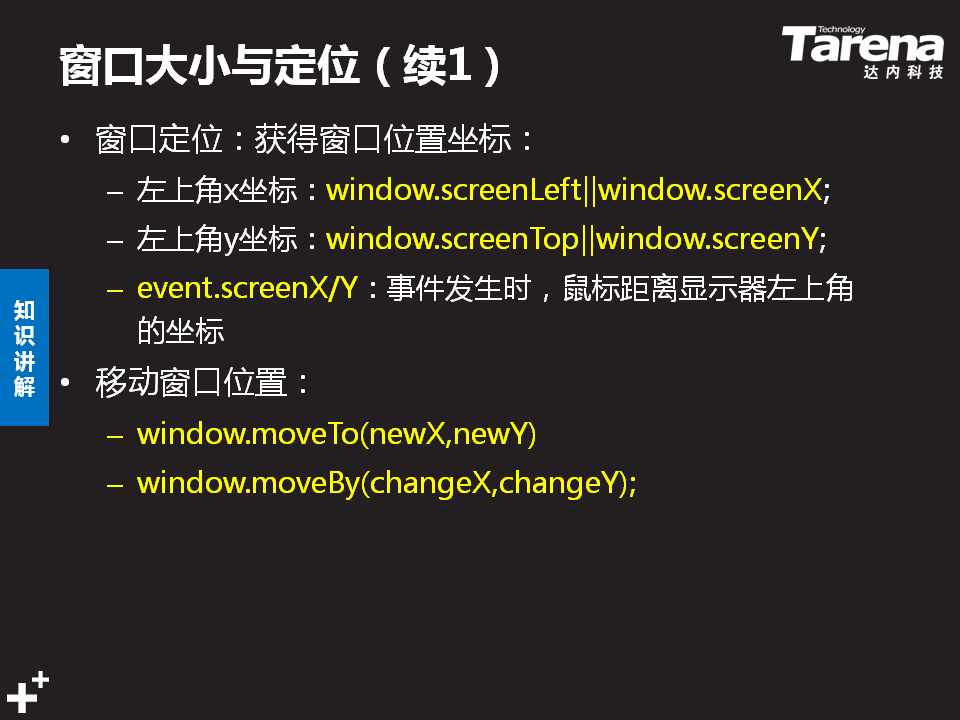 窗口大小与定位（续1）
Technology
Tarena
达内科技
• 窗口定位：获得窗口位置坐标：
– 左上角x坐标：window.screenLeft||window.screenX;
– 左上角y坐标：window.screenTop||window.screenY;
– event.screenX/Y：事件发生时，鼠标距离显示器左上角
的坐标
知识讲解
• 移动窗口位置：
– window.moveTo(newX,newY)
– window.moveBy(changeX,changeY);